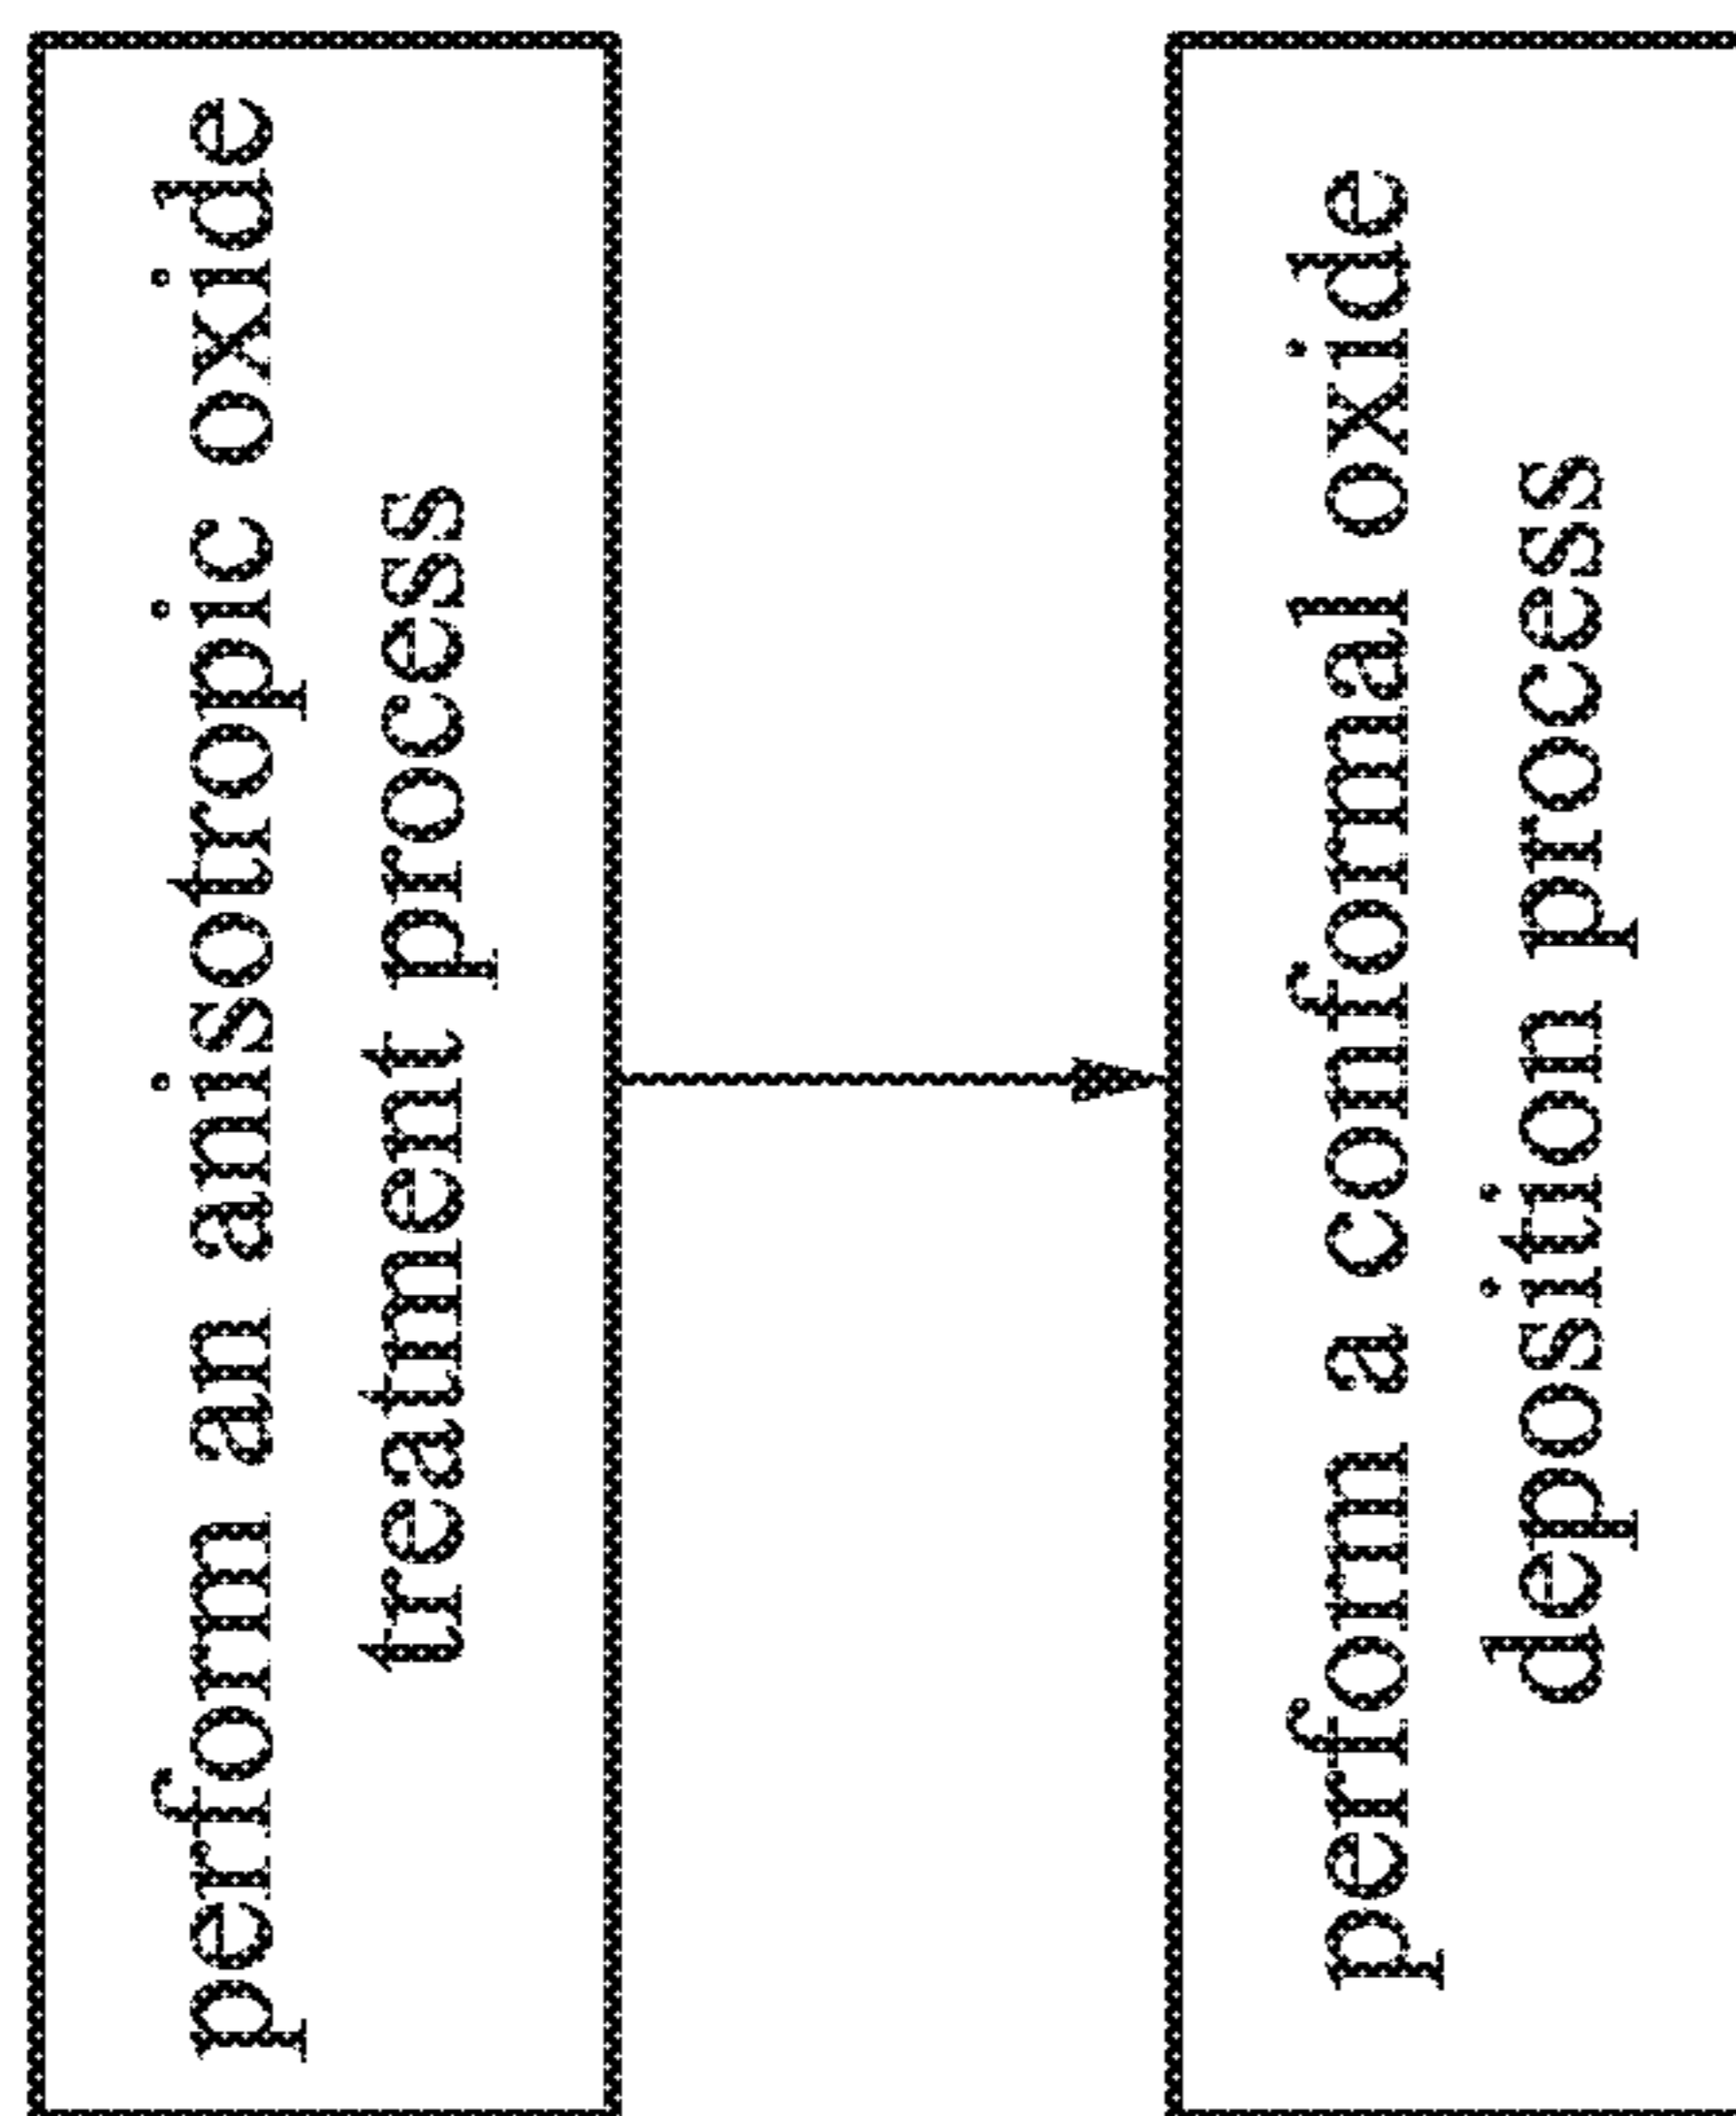 perform an anisotropic oxide
treatment process
perform a conformal oxide
deposition process